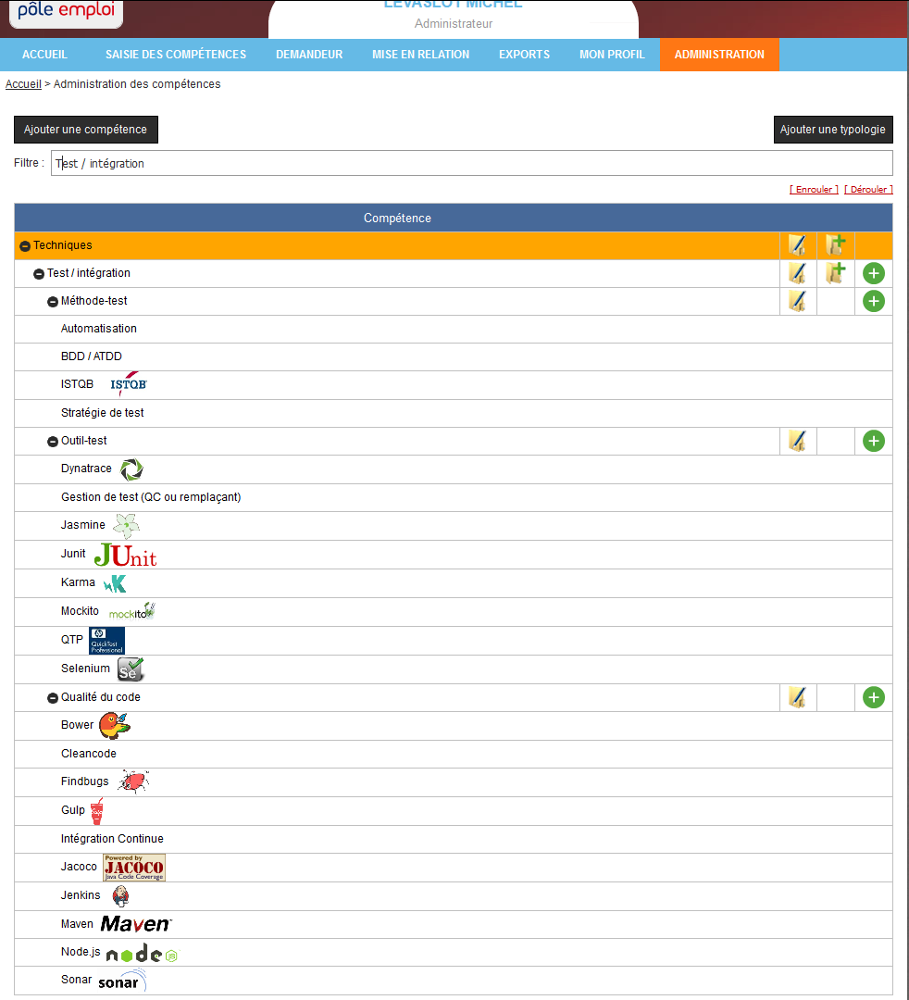 pôle emploi
LEVASLOT MICHEL
Administrateur
ACCUEIL SAISIE DES COMPÉTENCES DEMANDEUR MISE EN RELATION EXPORTS MON PROFIL ADMINISTRATION
Accueil > Administration des compétences
Ajouter une compétence Ajouter une typologie
Filtre : Test / intégration
[ Enrouler ] [ Dérouler ]
Compétence
Techniques
Test / intégration
Méthode-test
Automatisation
BDD / ATDD
ISTQB ISTQB
Stratégie de test
Outil-test
Dynatrace
Gestion de test (QC ou remplaçant)
Jasmine
Junit JUnit
Karma
Mockito mockito
QTP hp QuickTest Professional
Selenium Se
Qualité du code
Bower
Cleancode
Findbugs
Gulp
Intégration Continue
Jacoco Powered by JACOCO Java Code Coverage
Jenkins
Maven Maven
Node.js node JS
Sonar sonar